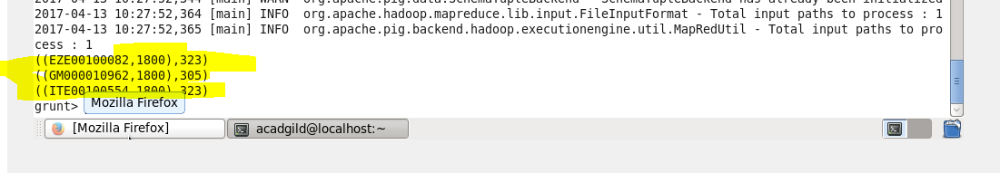 2017-04-13 10:27:52,344 [main] WARN  org.apache.pig.data.SchemaTupleBackend - SchemaTupleBackend has already been initialized
2017-04-13 10:27:52,364 [main] INFO  org.apache.hadoop.mapreduce.lib.input.FileInputFormat - Total input paths to process : 1
2017-04-13 10:27:52,365 [main] INFO  org.apache.pig.backend.hadoop.executionengine.util.MapRedUtil - Total input paths to pro
cess : 1
((EZE00100082,1800),323)
((GM000010962,1800),305)
((ITE00100554,1800),323)
grunt>
Mozilla Firefox
[Mozilla Firefox]
acadgild@localhost:~